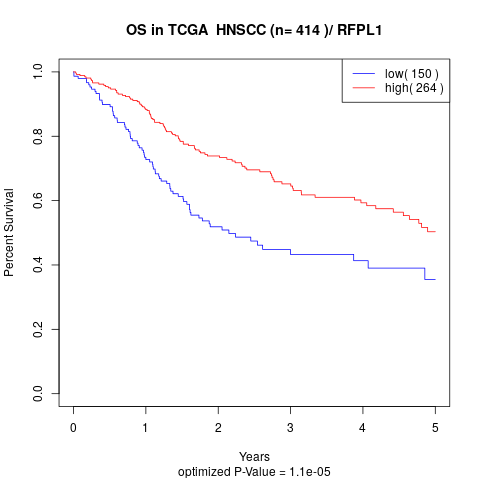 OS in TCGA  HNSCC (n= 414 )/ RFPL1
low( 150 )
high( 264 )
Percent Survival
1.0
0.8
0.6
0.4
0.2
0.0
0 1 2 3 4 5
Years
optimized P-Value = 1.1e-05